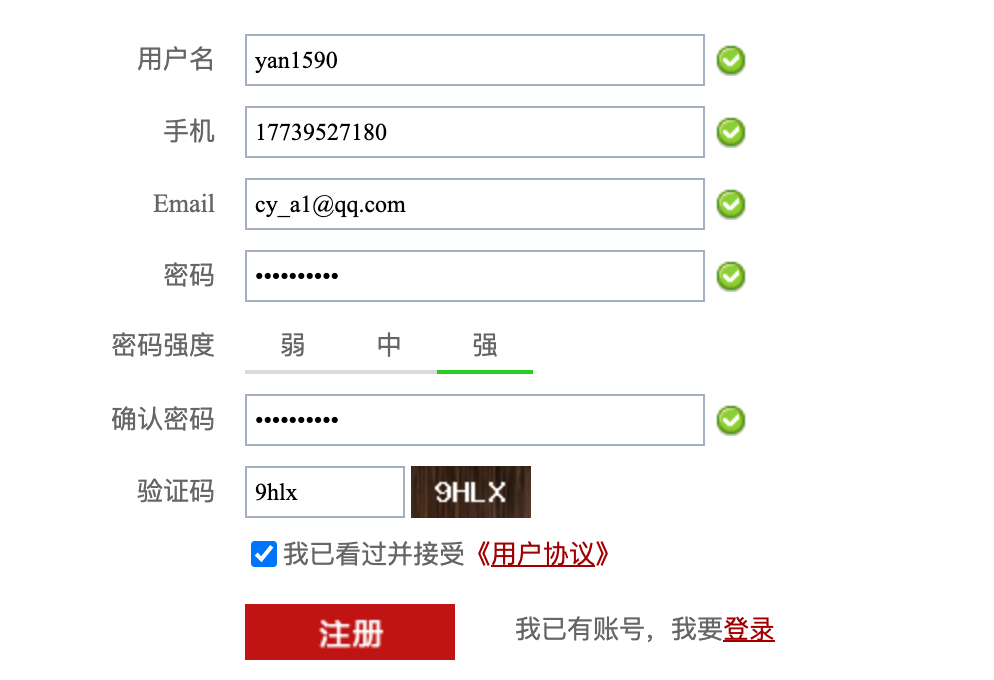 用户名 yan1590
手机 17739527180
Email cy_a1@qq.com
密码 ••••••••••
密码强度 弱 中 强
确认密码 ••••••••••
验证码 9hlx 9HLX
我已看过并接受《用户协议》
注册 我已有账号，我要登录